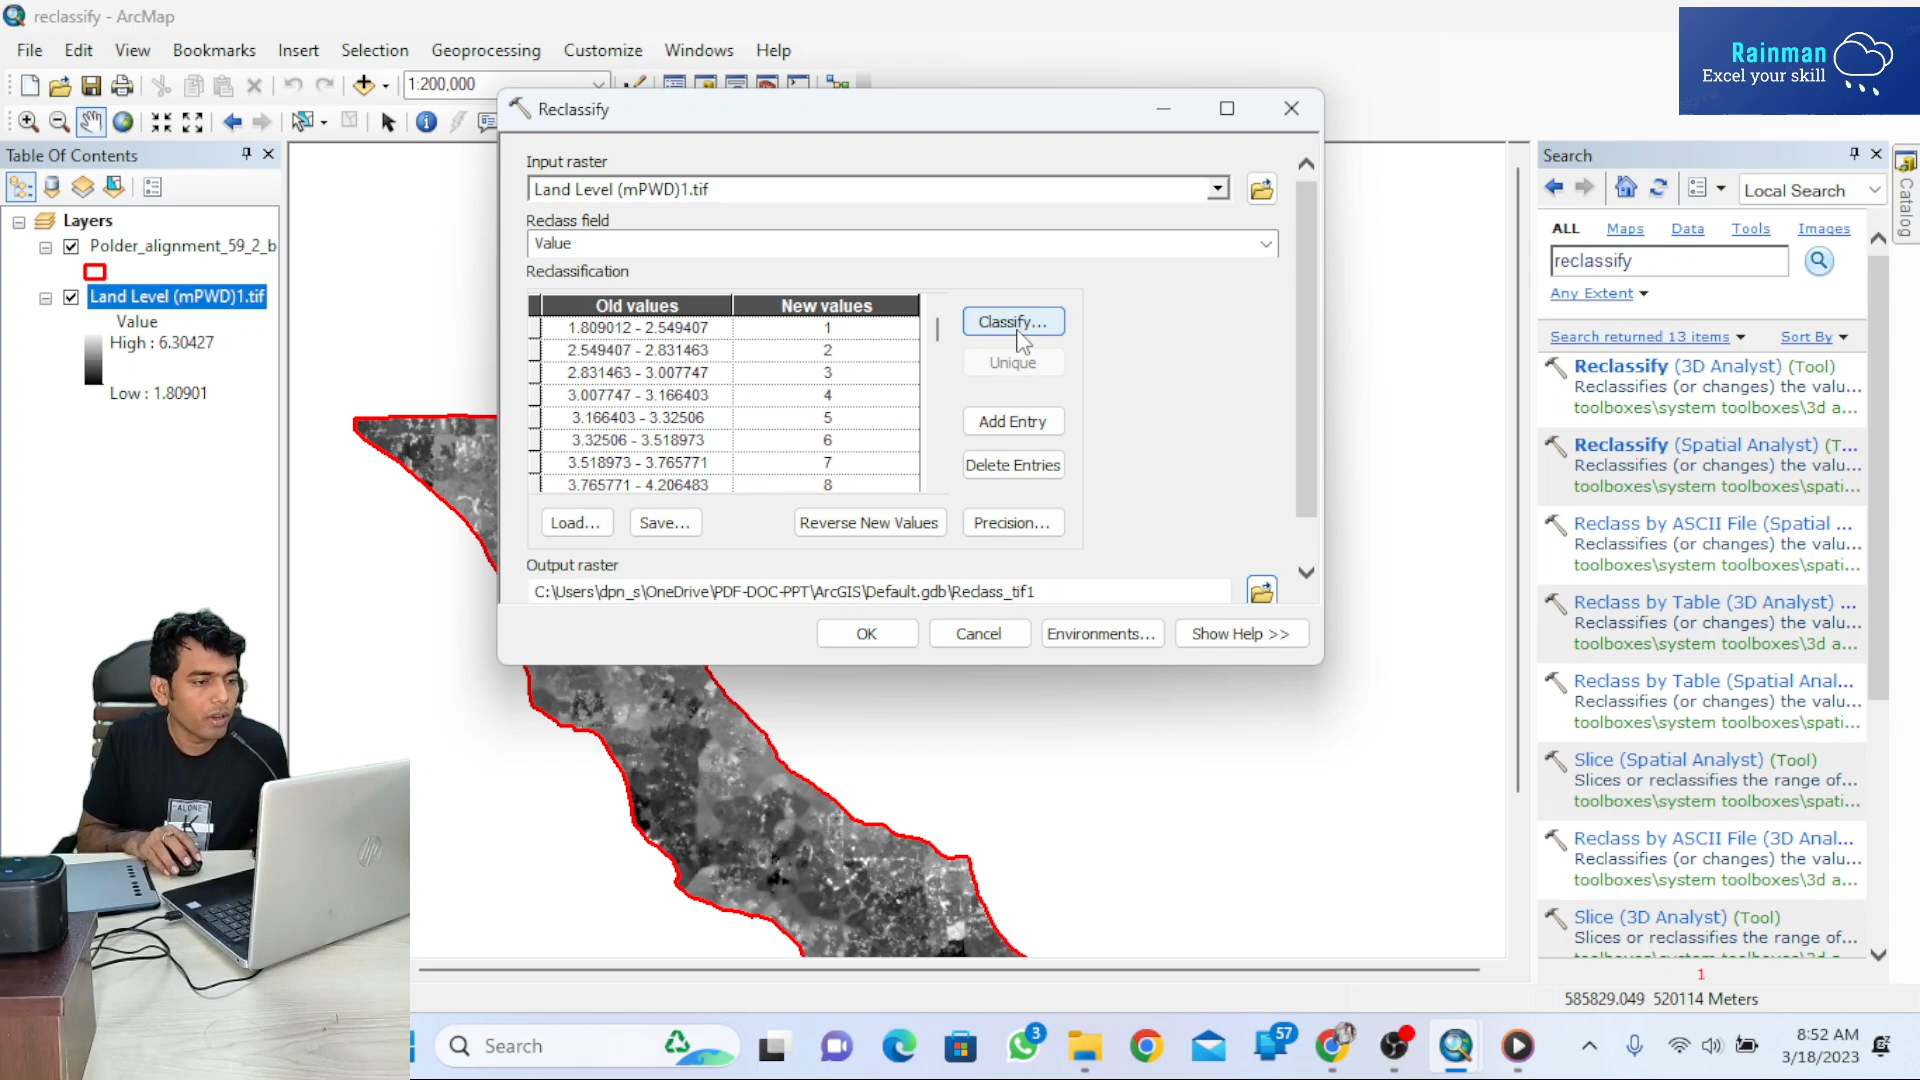 reclassify - ArcMap
Rainman
Excel your skill
File Edit View Bookmarks Insert Selection Geoprocessing Customize Windows Help
1:200,000
Table Of Contents
Layers
Polder_alignment_59_2_b
Land Level (mPWD)1.tif
Value
High : 6.30427
Low : 1.80901
Reclassify
Input raster
Land Level (mPWD)1.tif
Reclass field
Value
Reclassification
Old values New values
1.809012 - 2.549407 1
2.549407 - 2.831463 2
2.831463 - 3.007747 3
3.007747 - 3.166403 4
3.166403 - 3.32506 5
3.32506 - 3.518973 6
3.518973 - 3.765771 7
3.765771 - 4.206483 8
Classify...
Unique
Add Entry
Delete Entries
Load... Save... Reverse New Values Precision...
Output raster
C:\Users\dpn_s\OneDrive\PDF-DOC-PPT\ArcGIS\Default.gdb\Reclass_tif1
OK Cancel Environments... Show Help >>
Search
Catalog
Local Search
ALL Maps Data Tools Images
reclassify
Any Extent
Search returned 13 items Sort By
Reclassify (3D Analyst) (Tool)
Reclassifies (or changes) the valu...
toolboxes\system toolboxes\3d a...
Reclassify (Spatial Analyst) (T...
Reclassifies (or changes) the valu...
toolboxes\system toolboxes\spati...
Reclass by ASCII File (Spatial ...
Reclassifies (or changes) the valu...
toolboxes\system toolboxes\spati...
Reclass by Table (3D Analyst) ...
Reclassifies (or changes) the valu...
toolboxes\system toolboxes\3d a...
Reclass by Table (Spatial Anal...
Reclassifies (or changes) the valu...
toolboxes\system toolboxes\spati...
Slice (Spatial Analyst) (Tool)
Slices or reclassifies the range of...
toolboxes\system toolboxes\spati...
Reclass by ASCII File (3D Anal...
Reclassifies (or changes) the valu...
toolboxes\system toolboxes\3d a...
Slice (3D Analyst) (Tool)
Slices or reclassifies the range of...
1
585829.049 520114 Meters
ALONE
K
hp
Search
3
57
8:52 AM
3/18/2023